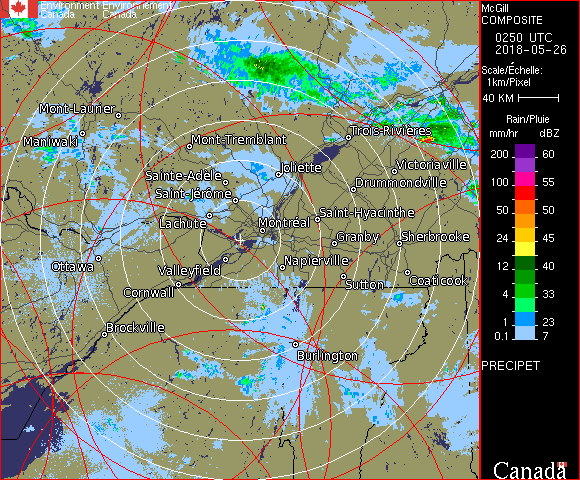 Environment Environnement
Canada Canada
McGill
COMPOSITE
0250 UTC
2018-05-26
Scale/Échelle:
1km/Pixel
40 KM
Rain/Pluie
mm/hr dBZ
200 60
150 57
100 55
50 50
24 45
12 40
4 33
1 23
0.1 7
PRECIPET
Canada
Mont-Laurier
Maniwaki
Mont-Tremblant
Trois-Rivières
Sainte-Adèle
Joliette
Victoriaville
Saint-Jérôme
Drummondville
Lachute
Montréal
Saint-Hyacinthe
Granby
Sherbrooke
Ottawa
Valleyfield
Napierville
Cornwall
Sutton
Coaticook
Brockville
Burlington